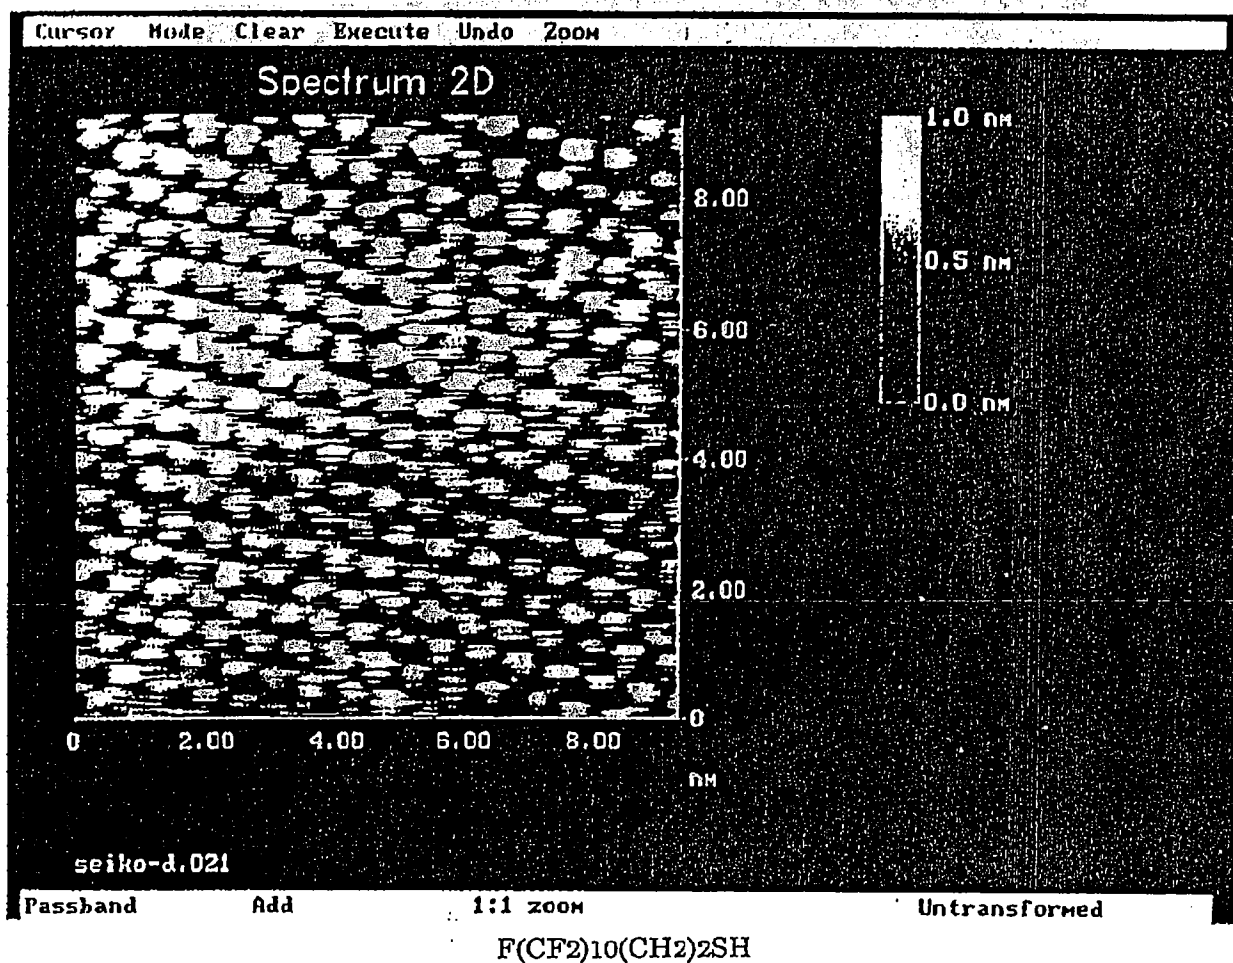 Cursor Mode Clear Execute Undo Zoom
Spectrum 2D
1.0 nm
8.00
0.5 nm
6.00
0.0 nm
4.00
2.00
0
0 2.00 4.00 6.00 8.00
nm
seiko-d.021
Passband Add 1:1 zoom Untransformed
F(CF2)10(CH2)2SH